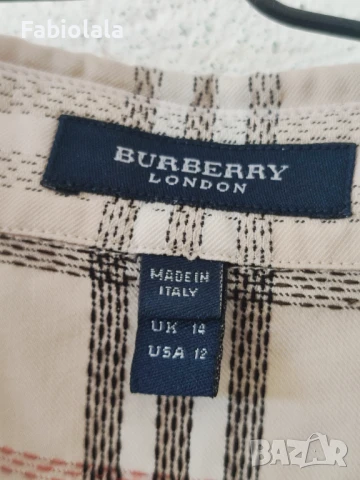 Fabiolala
BURBERRY
LONDON
MADE IN
ITALY
UK 14
USA 12
BAZAR